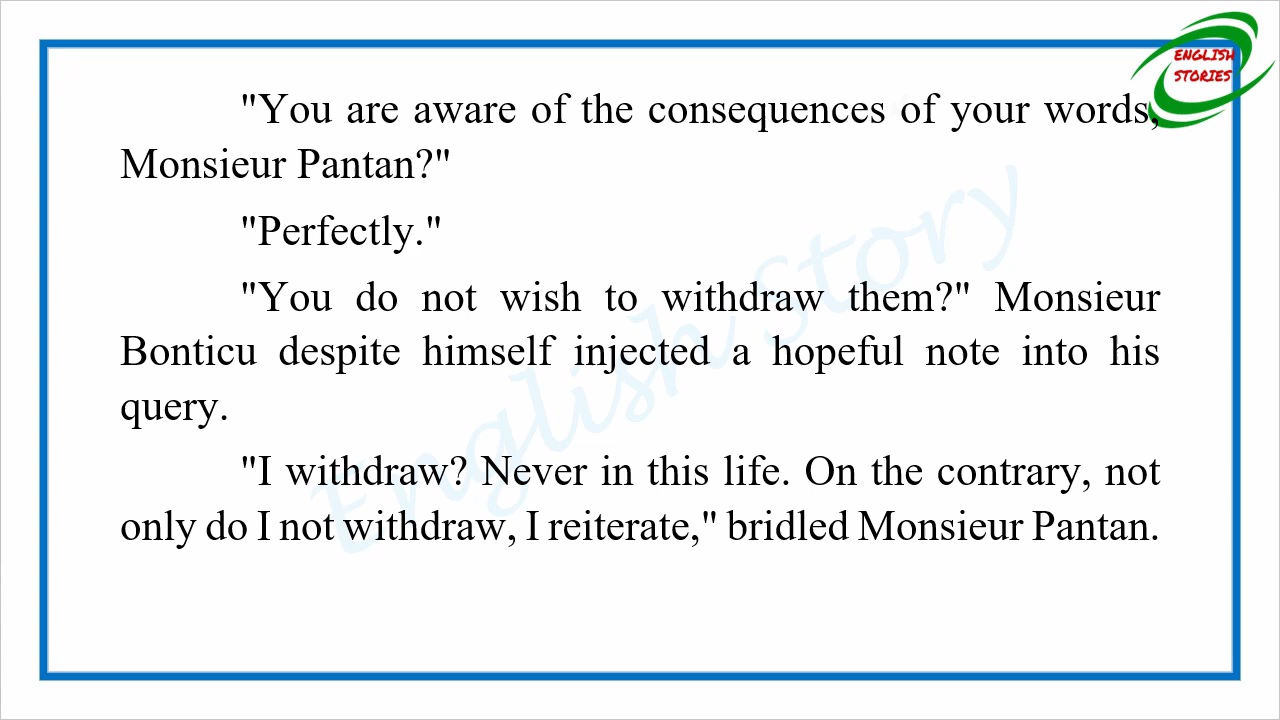 ENGLISH
STORIES
"You are aware of the consequences of your words,
Monsieur Pantan?"
"Perfectly."
"You do not wish to withdraw them?" Monsieur
Bonticu despite himself injected a hopeful note into his
query.
"I withdraw? Never in this life. On the contrary, not
only do I not withdraw, I reiterate," bridled Monsieur Pantan.
English Story